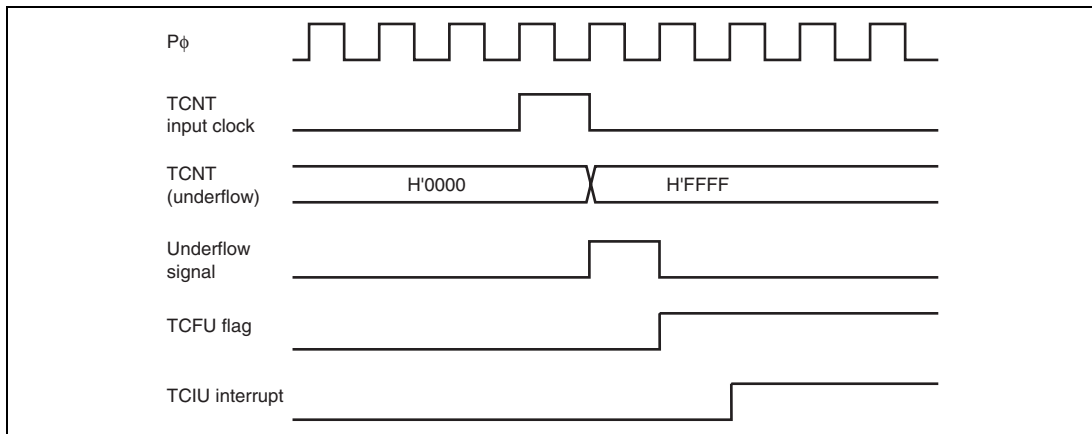 Pϕ
TCNT
input clock
TCNT
(underflow)
H'0000
H'FFFF
Underflow
signal
TCFU flag
TCIU interrupt